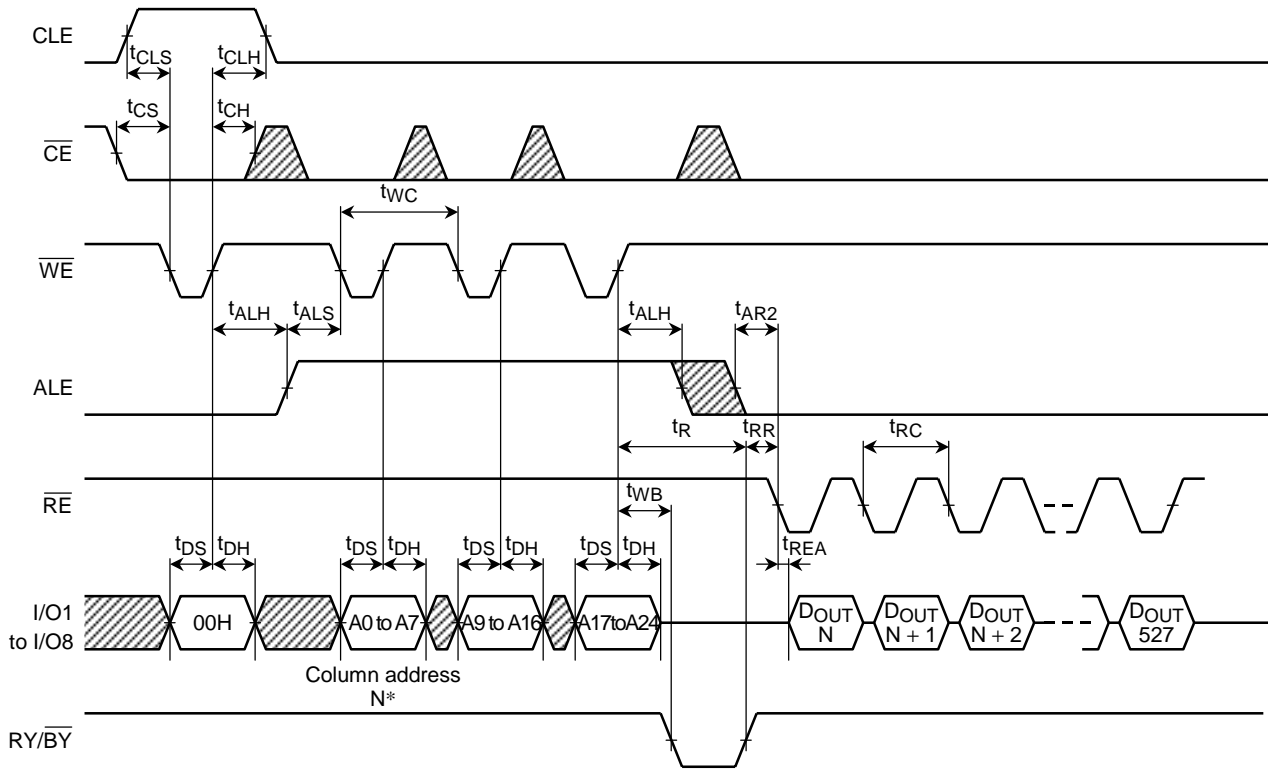 CLE
tCLS
tCLH
tCS
tCH
CE
tWC
WE
tALH
tALS
tALH
tAR2
ALE
tR
tRR
tRC
RE
tWB
tDS
tDH
tDS
tDH
tDS
tDH
tDS
tDH
tREA
I/O1
to I/O8
00H
A0 to A7
A9 to A16
A17toA24
DOUT
N
DOUT
N + 1
DOUT
N + 2
DOUT
527
Column address
N*
RY/BY